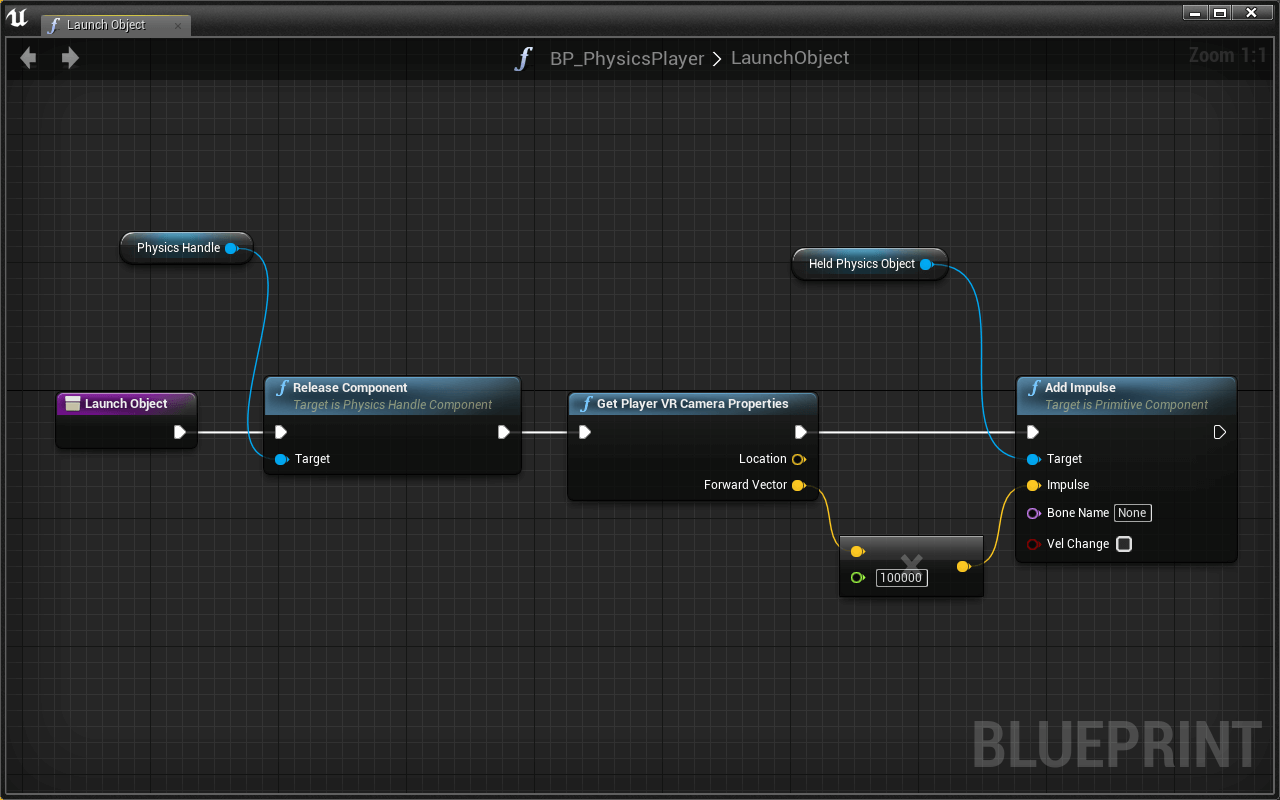 Launch Object
BP_PhysicsPlayer > LaunchObject
Zoom 1:1
Physics Handle
Held Physics Object
Launch Object
Release Component
Target is Physics Handle Component
Target
Get Player VR Camera Properties
Location
Forward Vector
100000
Add Impulse
Target is Primitive Component
Target
Impulse
Bone Name None
Vel Change
BLUEPRINT